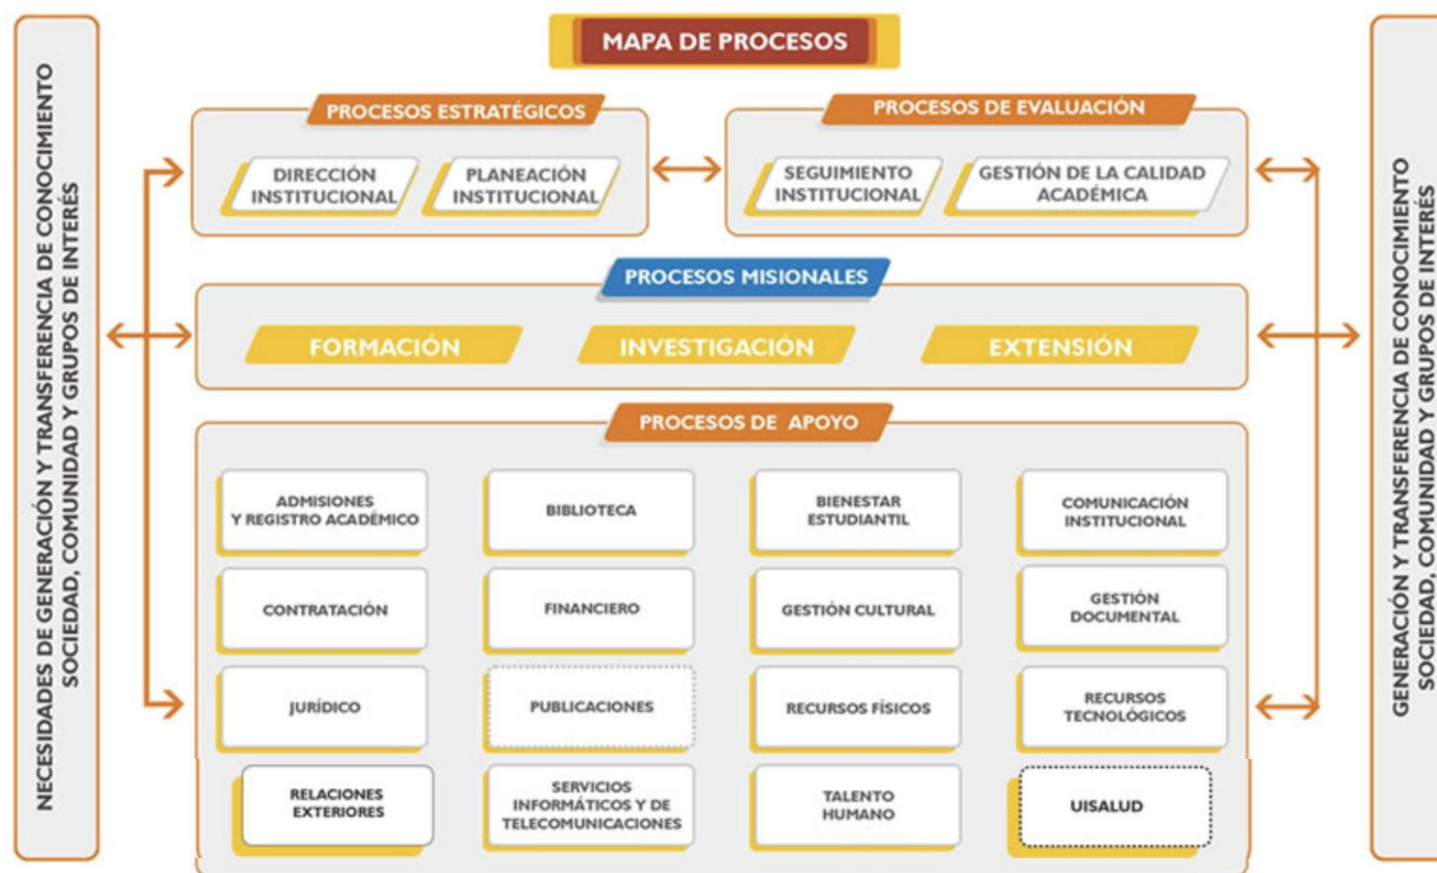 MAPA DE PROCESOS
NECESIDADES DE GENERACIÓN Y TRANSFERENCIA DE CONOCIMIENTO
SOCIEDAD, COMUNIDAD Y GRUPOS DE INTERÉS
PROCESOS ESTRATÉGICOS
DIRECCIÓN
INSTITUCIONAL
PLANEACIÓN
INSTITUCIONAL
PROCESOS DE EVALUACIÓN
SEGUIMIENTO
INSTITUCIONAL
GESTIÓN DE LA CALIDAD
ACADÉMICA
PROCESOS MISIONALES
FORMACIÓN
INVESTIGACIÓN
EXTENSIÓN
PROCESOS DE APOYO
ADMISIONES
Y REGISTRO ACADÉMICO
BIBLIOTECA
BIENESTAR
ESTUDIANTIL
COMUNICACIÓN
INSTITUCIONAL
CONTRATACIÓN
FINANCIERO
GESTIÓN CULTURAL
GESTIÓN
DOCUMENTAL
JURÍDICO
PUBLICACIONES
RECURSOS FÍSICOS
RECURSOS
TECNOLÓGICOS
RELACIONES
EXTERIORES
SERVICIOS
INFORMÁTICOS Y DE
TELECOMUNICACIONES
TALENTO
HUMANO
UISALUD
GENERACIÓN Y TRANSFERENCIA DE CONOCIMIENTO
SOCIEDAD, COMUNIDAD Y GRUPOS DE INTERÉS